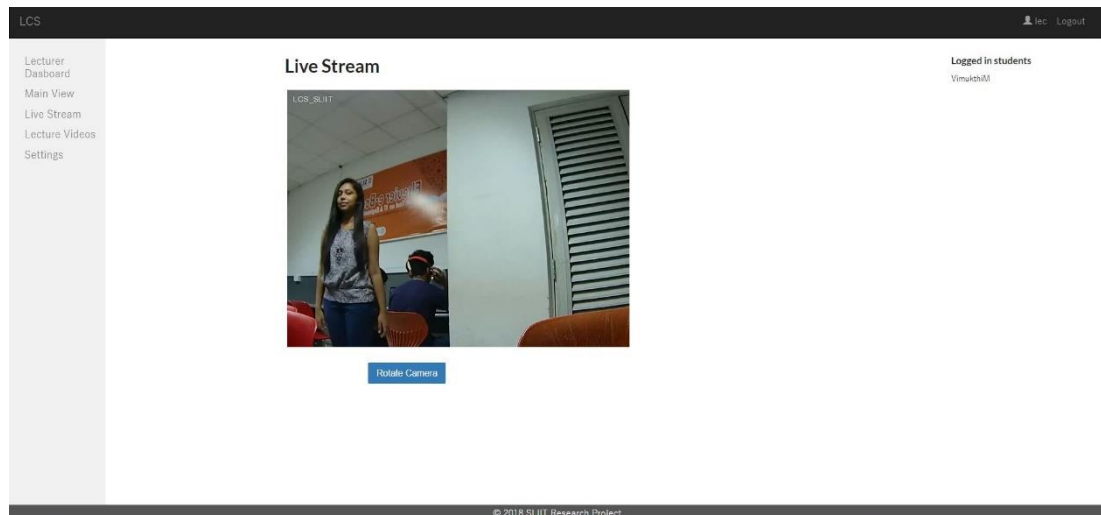 LCS
lec Logout
Lecturer
Dasboard
Main View
Live Stream
Lecture Videos
Settings
Live Stream
LCS_SLIIT
Rotate Camera
Logged in students
VimukthiM
© 2018 SLIIT Research Project